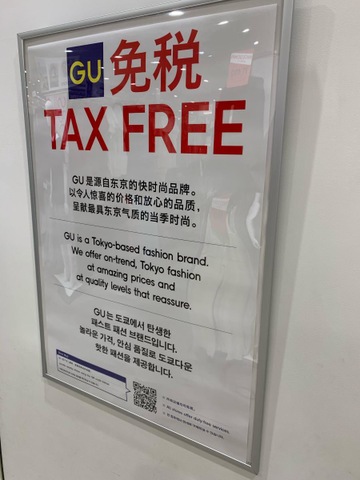 GU 免税
TAX FREE
GU 是源自东京的快时尚品牌。
以令人惊喜的价格和放心的品质，
呈献最具东京气质的当季时尚。
GU is a Tokyo-based fashion brand.
We offer on-trend, Tokyo fashion
at amazing prices and
at quality levels that reassure.
GU는 도쿄에서 탄생한
패스트 패션 브랜드입니다.
놀라운 가격, 안심 품질로 도쿄다운
핫한 패션을 제공합니다.